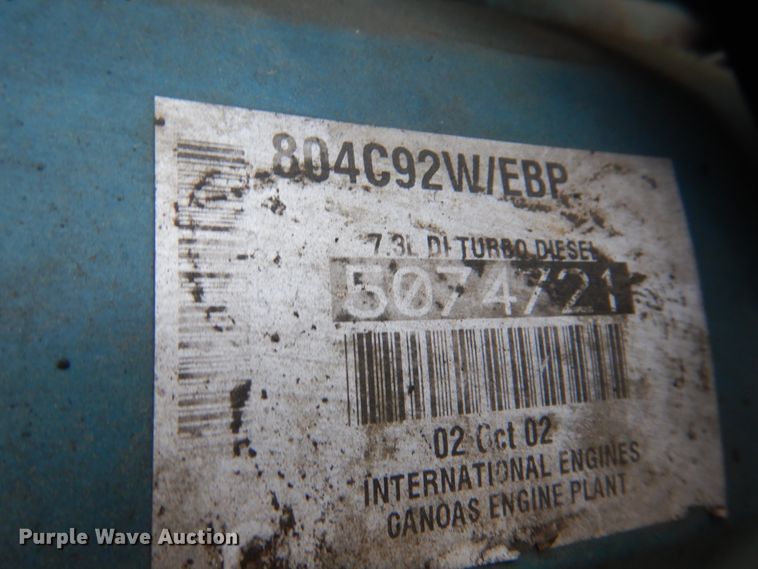 804C92W/EBP
7.3L DI TURBO DIESEL
5074721
02 Oct 02
INTERNATIONAL ENGINES
CANOAS ENGINE PLANT
Purple Wave Auction